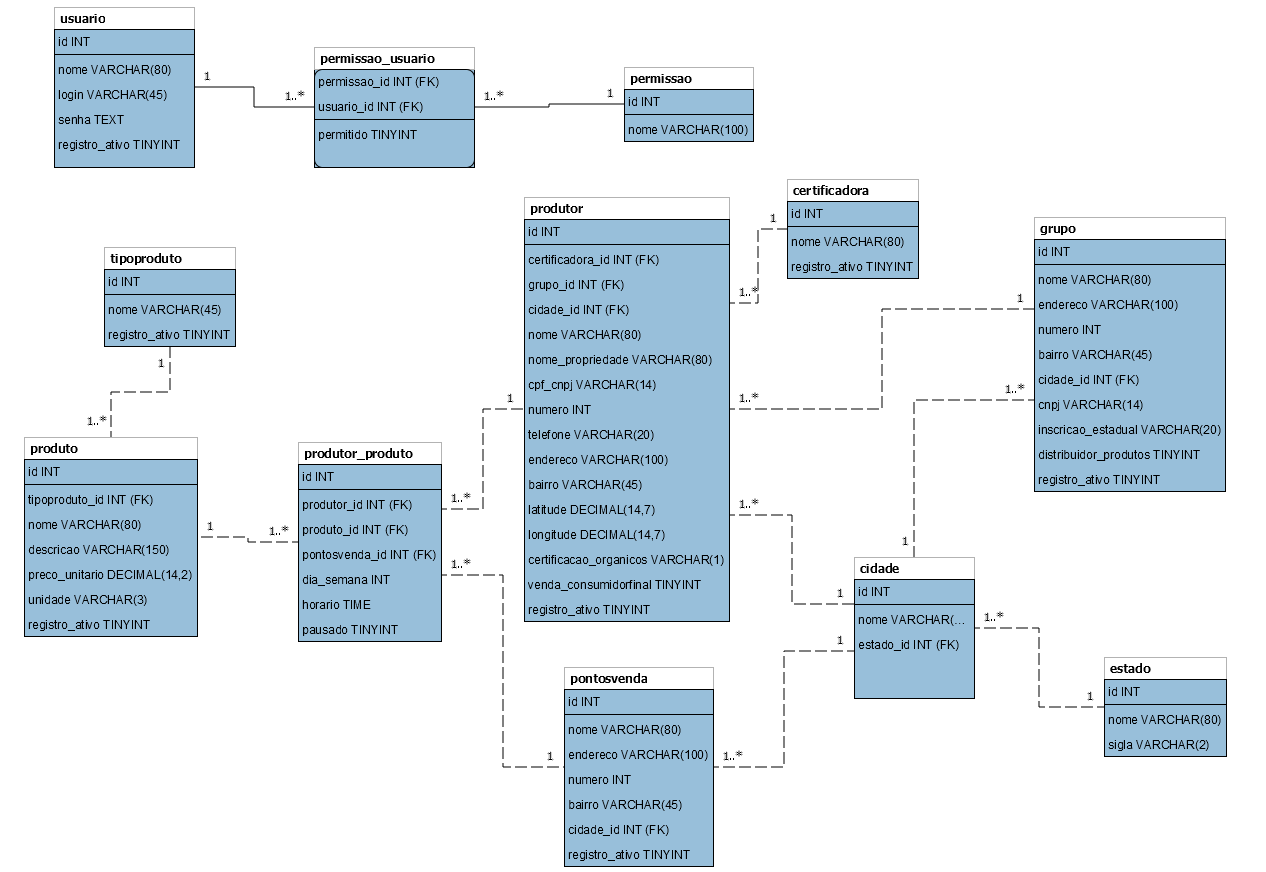 usuario
id INT
nome VARCHAR(80)
login VARCHAR(45)
senha TEXT
registro_ativo TINYINT
1
1..*
permissao_usuario
permissao_id INT (FK)
usuario_id INT (FK)
permitido TINYINT
1..*
1
permissao
id INT
nome VARCHAR(100)
tipoproduto
id INT
nome VARCHAR(45)
registro_ativo TINYINT
1
1..*
produto
id INT
tipoproduto_id INT (FK)
nome VARCHAR(80)
descricao VARCHAR(150)
preco_unitario DECIMAL(14,2)
unidade VARCHAR(3)
registro_ativo TINYINT
1
1..*
produtor_produto
id INT
produtor_id INT (FK)
produto_id INT (FK)
pontosvenda_id INT (FK)
dia_semana INT
horario TIME
pausado TINYINT
1..*
1
1..*
1
produtor
id INT
certificadora_id INT (FK)
grupo_id INT (FK)
cidade_id INT (FK)
nome VARCHAR(80)
nome_propriedade VARCHAR(80)
cpf_cnpj VARCHAR(14)
numero INT
telefone VARCHAR(20)
endereco VARCHAR(100)
bairro VARCHAR(45)
latitude DECIMAL(14,7)
longitude DECIMAL(14,7)
certificacao_organicos VARCHAR(1)
venda_consumidorfinal TINYINT
registro_ativo TINYINT
1..*
1
1..*
1
1..*
1
certificadora
id INT
nome VARCHAR(80)
registro_ativo TINYINT
grupo
id INT
nome VARCHAR(80)
endereco VARCHAR(100)
numero INT
bairro VARCHAR(45)
cidade_id INT (FK)
cnpj VARCHAR(14)
inscricao_estadual VARCHAR(20)
distribuidor_produtos TINYINT
registro_ativo TINYINT
1..*
1
cidade
id INT
nome VARCHAR(...
estado_id INT (FK)
1..*
1
estado
id INT
nome VARCHAR(80)
sigla VARCHAR(2)
pontosvenda
id INT
nome VARCHAR(80)
endereco VARCHAR(100)
numero INT
bairro VARCHAR(45)
cidade_id INT (FK)
registro_ativo TINYINT
1..*
1